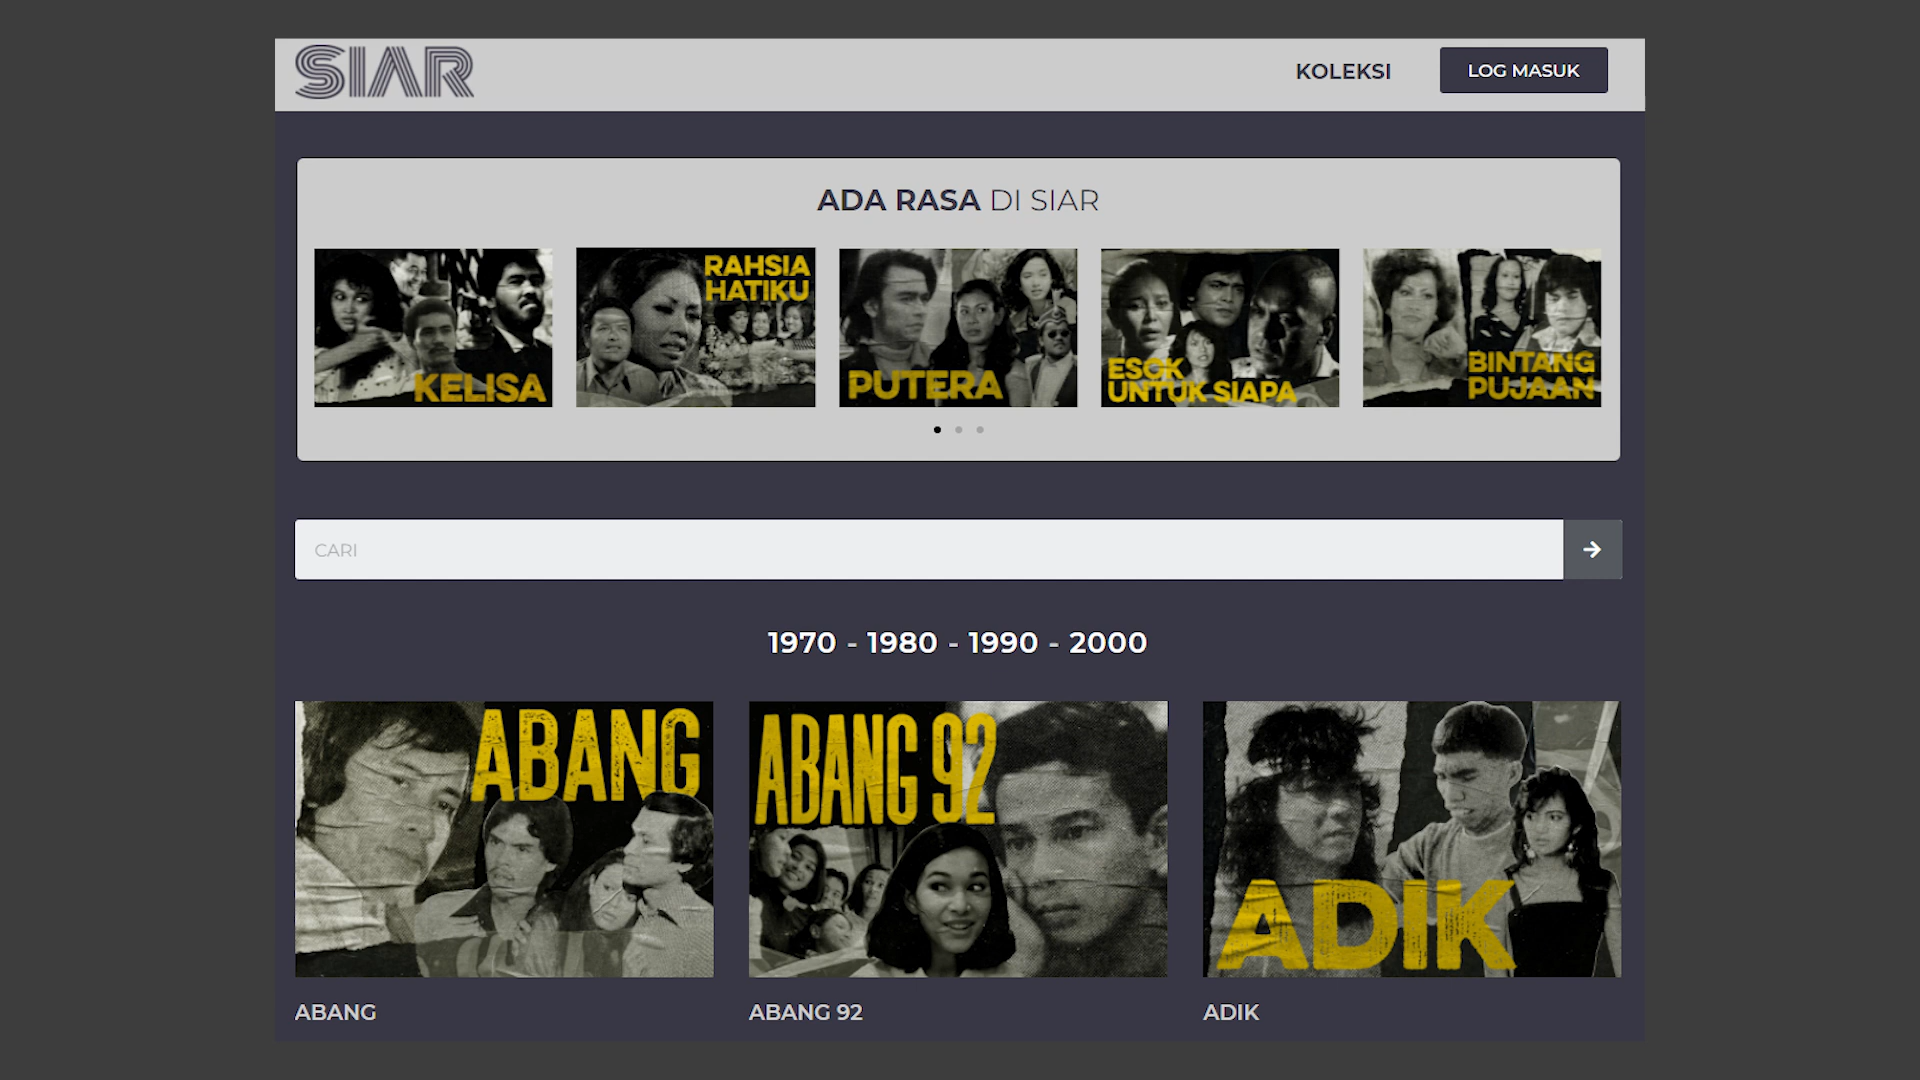 SIAR
KOLEKSI
LOG MASUK
ADA RASA DI SIAR
KELISA
RAHSIA
HATIKU
PUTERA
ESOK
UNTUK SIAPA
BINTANG
PUJAAN
CARI
1970 - 1980 - 1990 - 2000
ABANG
ABANG 92
ADIK
ABANG
ABANG 92
ADIK